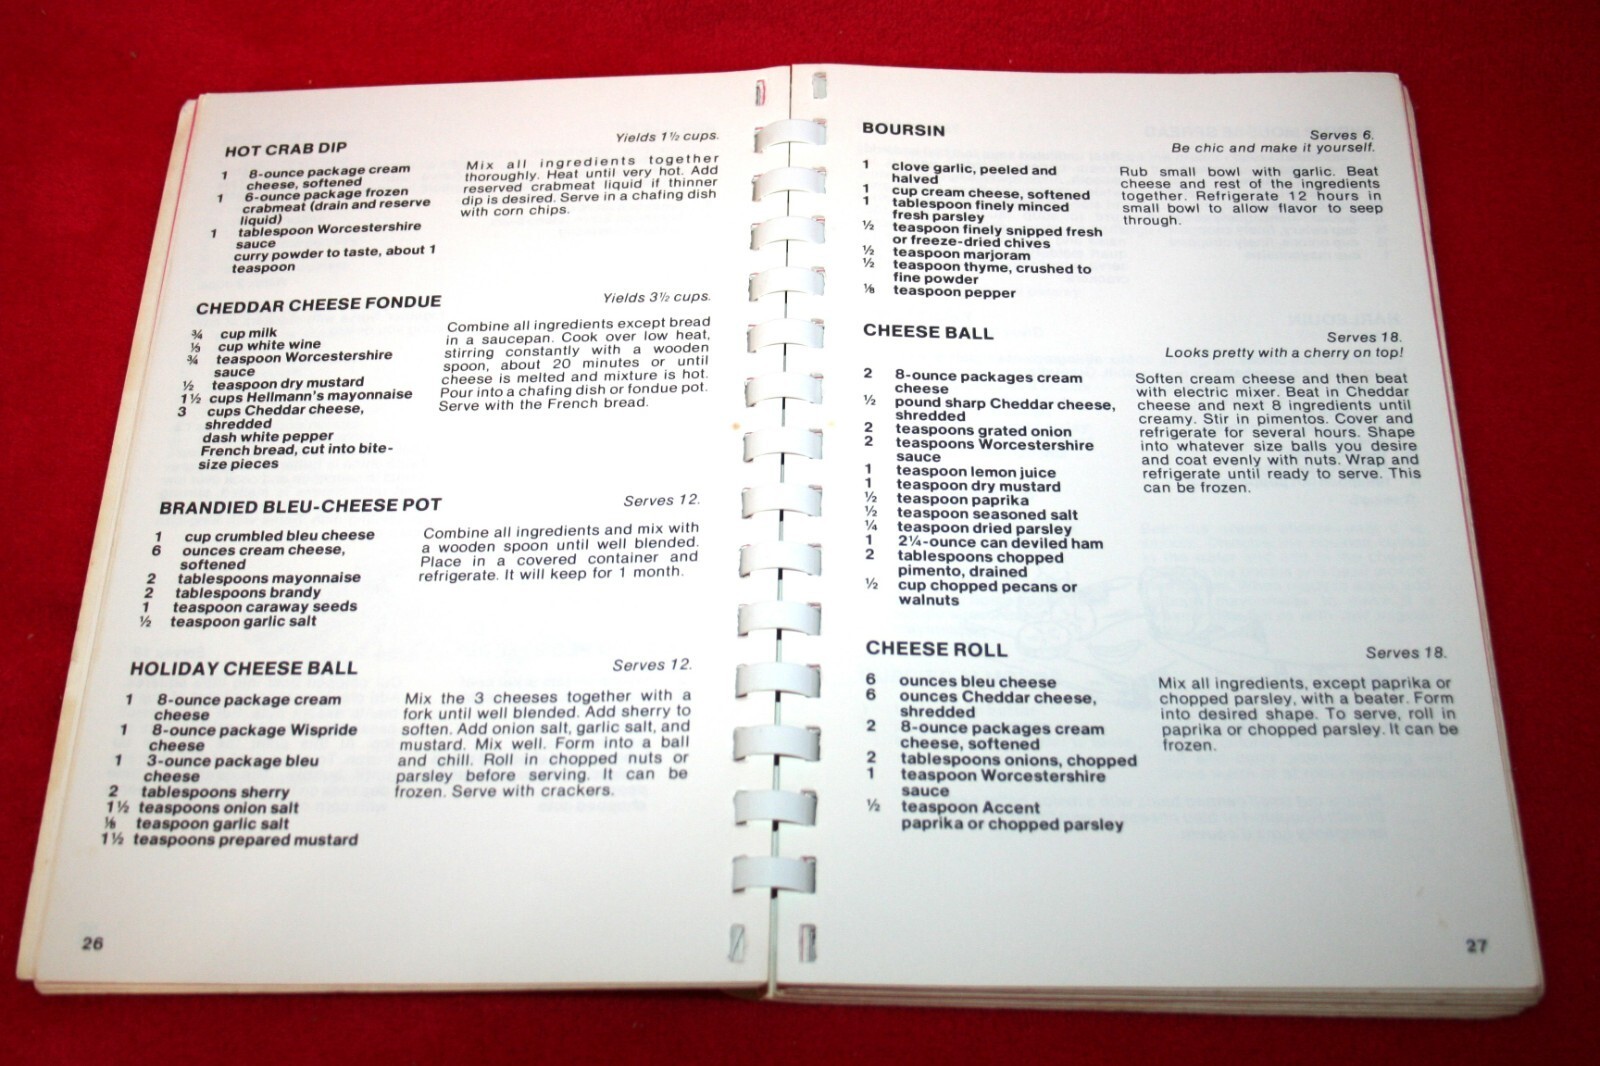 HOT CRAB DIP
Yields 1½ cups.
1 8-ounce package cream
cheese, softened
1 6-ounce package frozen
crabmeat (drain and reserve
liquid)
1 tablespoon Worcestershire
sauce
curry powder to taste, about 1
teaspoon
Mix all ingredients together
thoroughly. Heat until very hot. Add
reserved crabmeat liquid if thinner
dip is desired. Serve in a chafing dish
with corn chips.
CHEDDAR CHEESE FONDUE
Yields 3½ cups.
¾ cup milk
⅓ cup white wine
¾ teaspoon Worcestershire
sauce
½ teaspoon dry mustard
1½ cups Hellmann's mayonnaise
3 cups Cheddar cheese,
shredded
dash white pepper
French bread, cut into bite-
size pieces
Combine all ingredients except bread
in a saucepan. Cook over low heat,
stirring constantly with a wooden
spoon, about 20 minutes or until
cheese is melted and mixture is hot.
Pour into a chafing dish or fondue pot.
Serve with the French bread.
BRANDIED BLEU-CHEESE POT
Serves 12.
1 cup crumbled bleu cheese
6 ounces cream cheese,
softened
2 tablespoons mayonnaise
2 tablespoons brandy
1 teaspoon caraway seeds
½ teaspoon garlic salt
Combine all ingredients and mix with
a wooden spoon until well blended.
Place in a covered container and
refrigerate. It will keep for 1 month.
HOLIDAY CHEESE BALL
Serves 12.
1 8-ounce package cream
cheese
1 8-ounce package Wispride
cheese
1 3-ounce package bleu
cheese
2 tablespoons sherry
1½ teaspoons onion salt
⅛ teaspoon garlic salt
1½ teaspoons prepared mustard
Mix the 3 cheeses together with a
fork until well blended. Add sherry to
soften. Add onion salt, garlic salt, and
mustard. Mix well. Form into a ball
and chill. Roll in chopped nuts or
parsley before serving. It can be
frozen. Serve with crackers.
26
BOURSIN
Serves 6.
Be chic and make it yourself.
1 clove garlic, peeled and
halved
1 cup cream cheese, softened
1 tablespoon finely minced
fresh parsley
½ teaspoon finely snipped fresh
or freeze-dried chives
½ teaspoon marjoram
½ teaspoon thyme, crushed to
fine powder
⅛ teaspoon pepper
Rub small bowl with garlic. Beat
cheese and rest of the ingredients
together. Refrigerate 12 hours in
small bowl to allow flavor to seep
through.
CHEESE BALL
Serves 18.
Looks pretty with a cherry on top!
2 8-ounce packages cream
cheese
½ pound sharp Cheddar cheese,
shredded
2 teaspoons grated onion
2 teaspoons Worcestershire
sauce
1 teaspoon lemon juice
1 teaspoon dry mustard
½ teaspoon paprika
½ teaspoon seasoned salt
¼ teaspoon dried parsley
1 2¼-ounce can deviled ham
2 tablespoons chopped
pimento, drained
½ cup chopped pecans or
walnuts
Soften cream cheese and then beat
with electric mixer. Beat in Cheddar
cheese and next 8 ingredients until
creamy. Stir in pimentos. Cover and
refrigerate for several hours. Shape
into whatever size balls you desire
and coat evenly with nuts. Wrap and
refrigerate until ready to serve. This
can be frozen.
CHEESE ROLL
Serves 18.
6 ounces bleu cheese
6 ounces Cheddar cheese,
shredded
2 8-ounce packages cream
cheese, softened
2 tablespoons onions, chopped
1 teaspoon Worcestershire
sauce
½ teaspoon Accent
paprika or chopped parsley
Mix all ingredients, except paprika or
chopped parsley, with a beater. Form
into desired shape. To serve, roll in
paprika or chopped parsley. It can be
frozen.
27